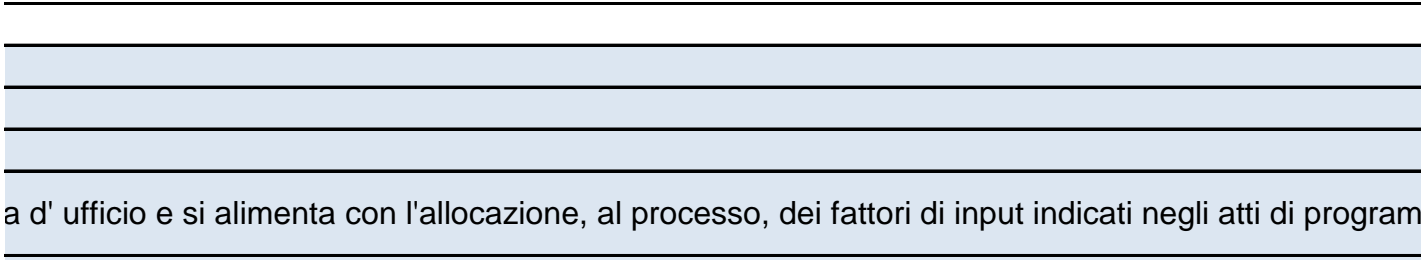 a d' ufficio e si alimenta con l'allocazione, al processo, dei fattori di input indicati negli atti di program